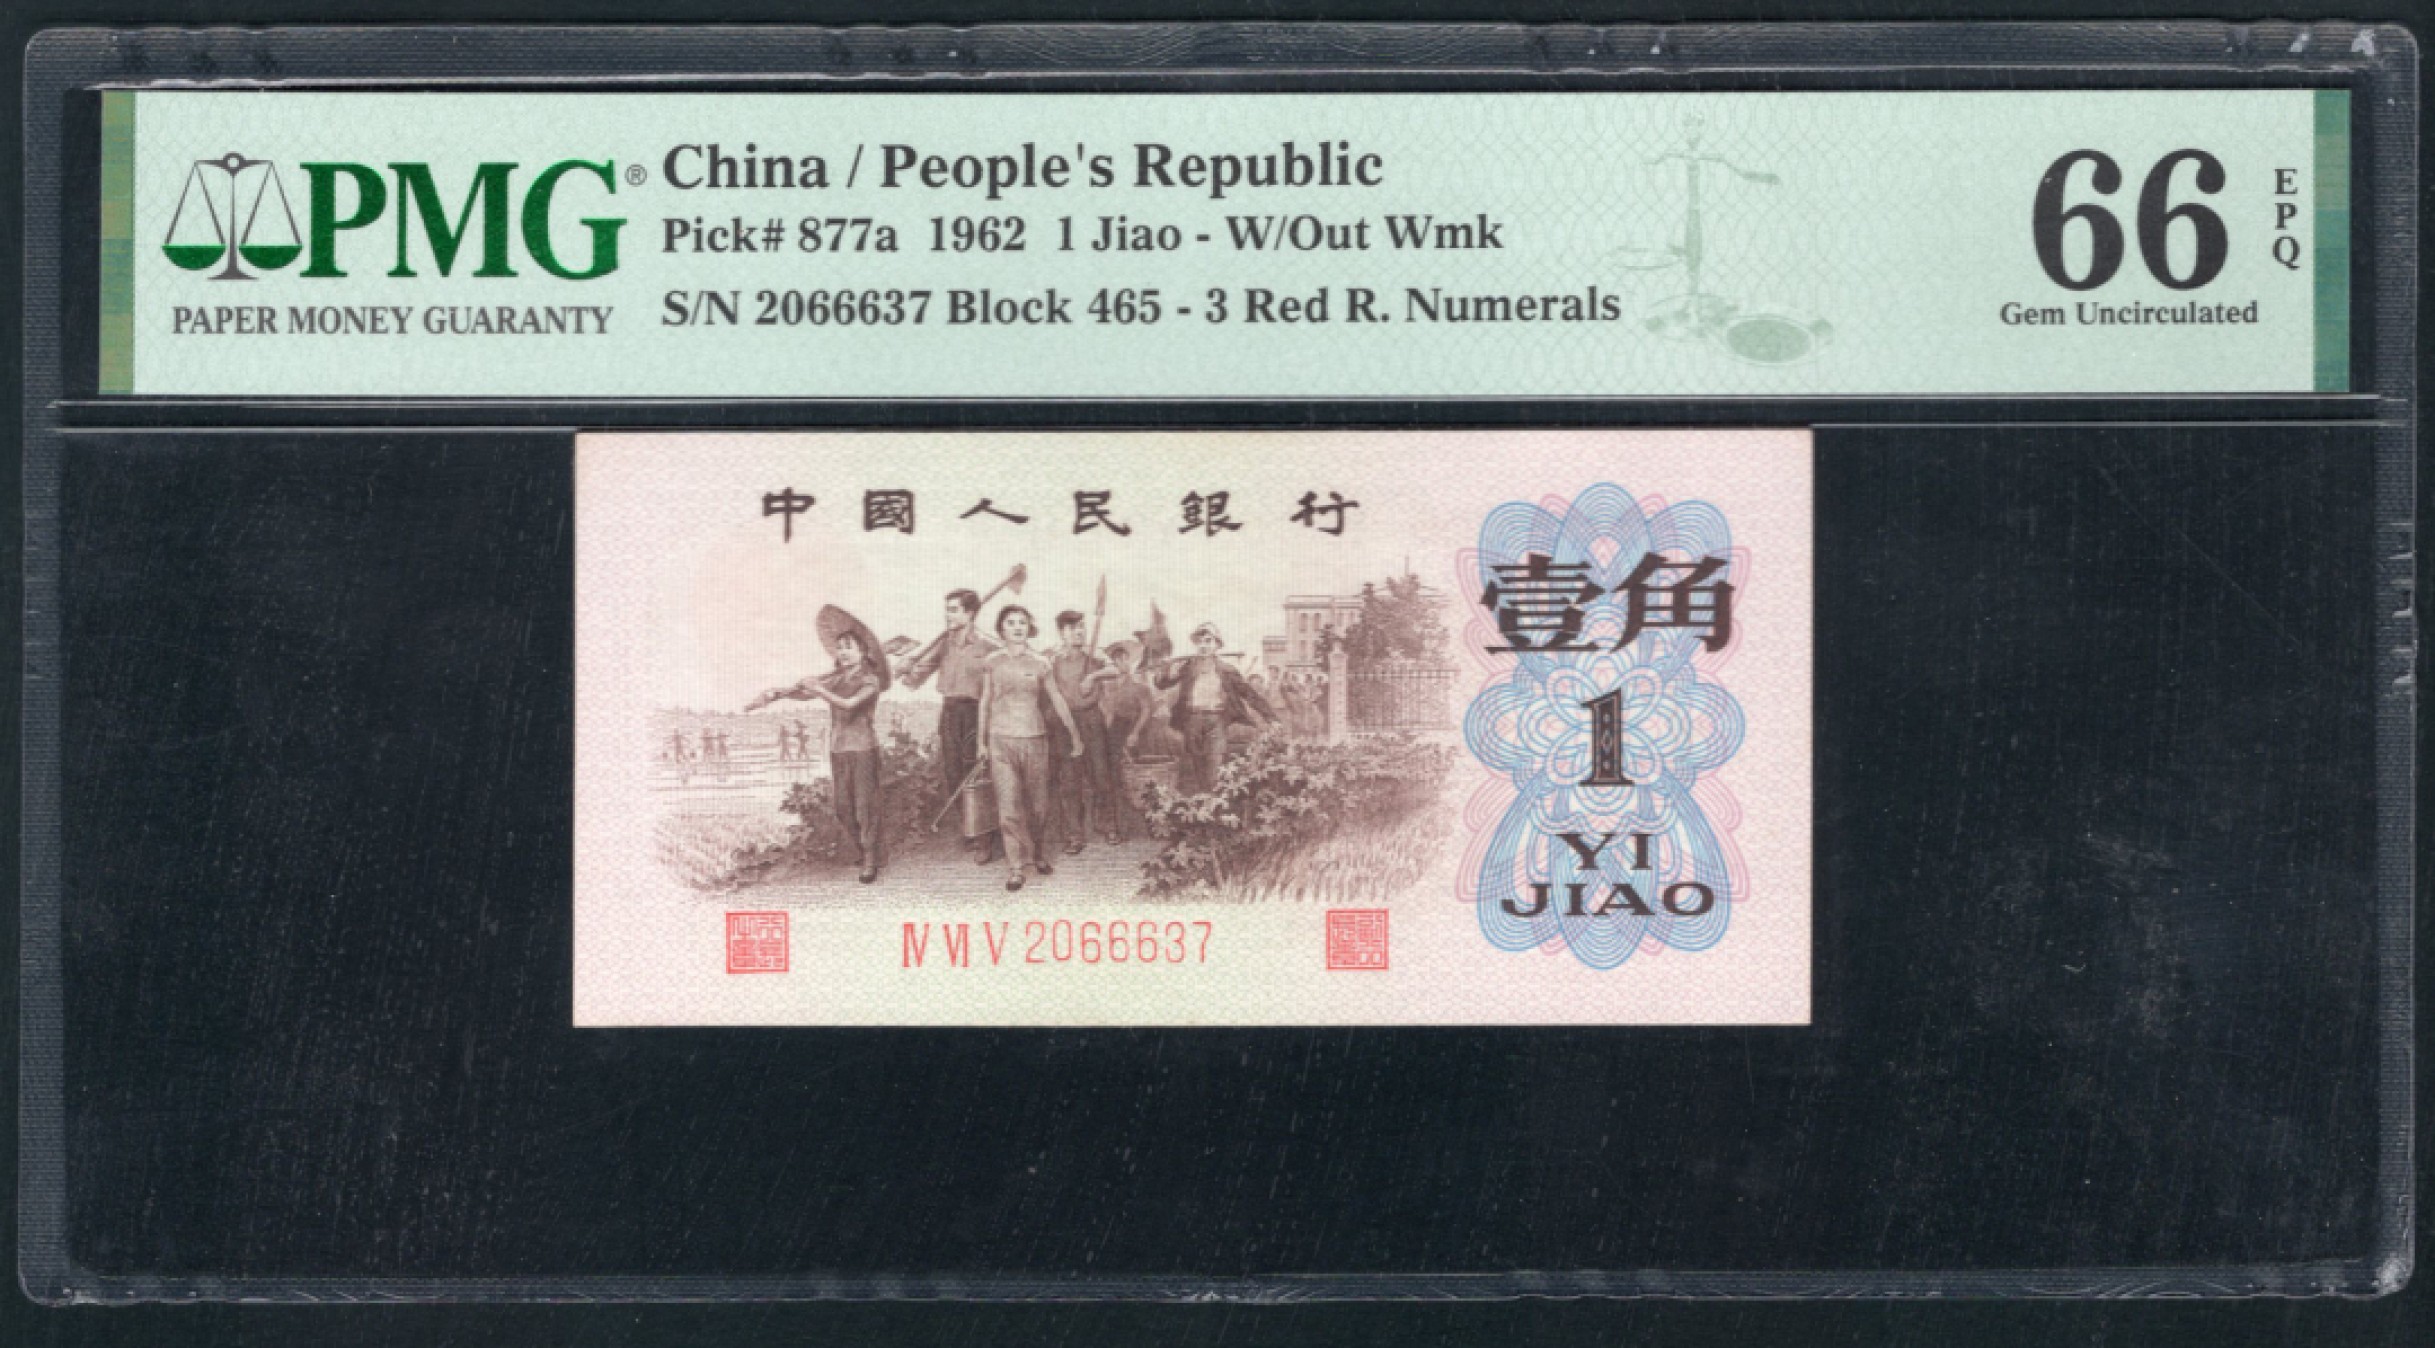 PMG®
PAPER MONEY GUARANTY
China / People's Republic
Pick# 877a 1962 1 Jiao - W/Out Wmk
S/N 2066637 Block 465 - 3 Red R. Numerals
66
EPQ
Gem Uncirculated
中國人民銀行
壹角
1
YI
JIAO
IV VI V 2066637